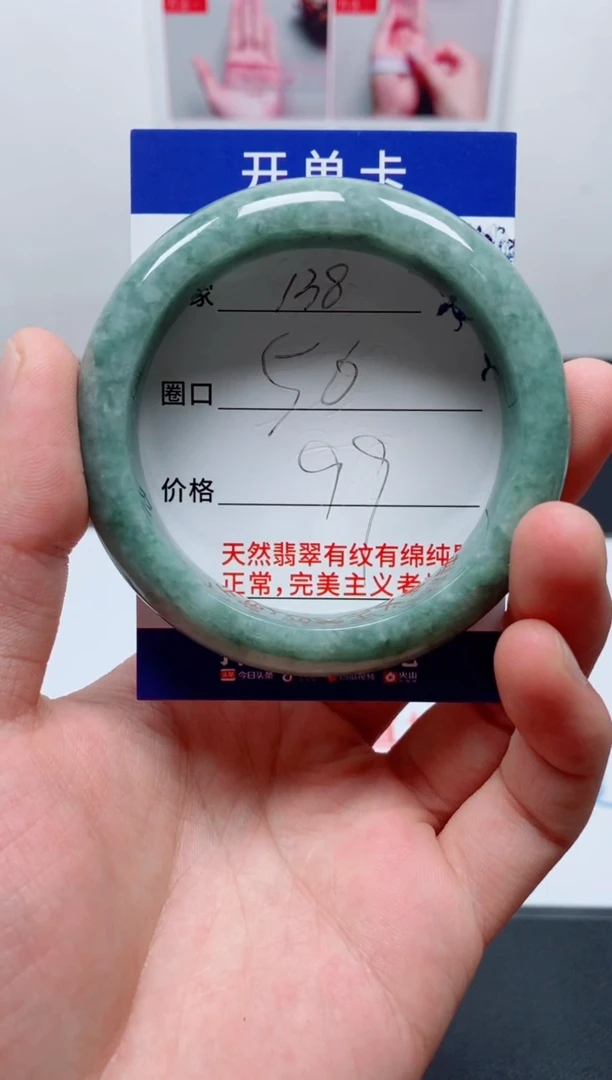 开单卡
家 138
圈口 56
价格 99
天然翡翠有纹有绵纯
正常,完美主义者
今日头条 火山